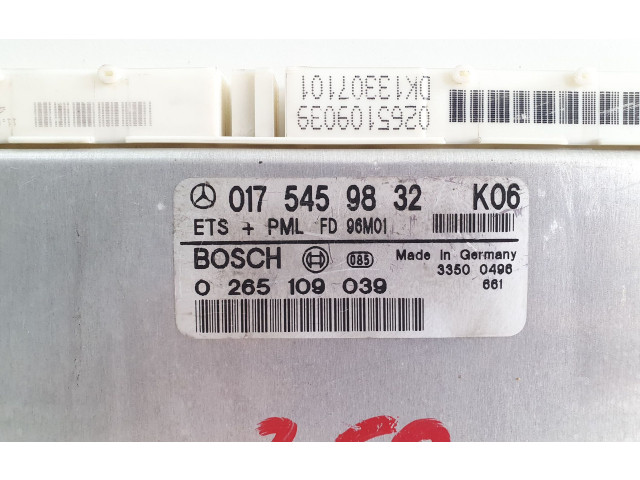 DK13307101
0265109039
017 545 98 32 K06
ETS + PML FD 96M01
BOSCH 085 Made in Germany
3350 0496
0 265 109 039 661